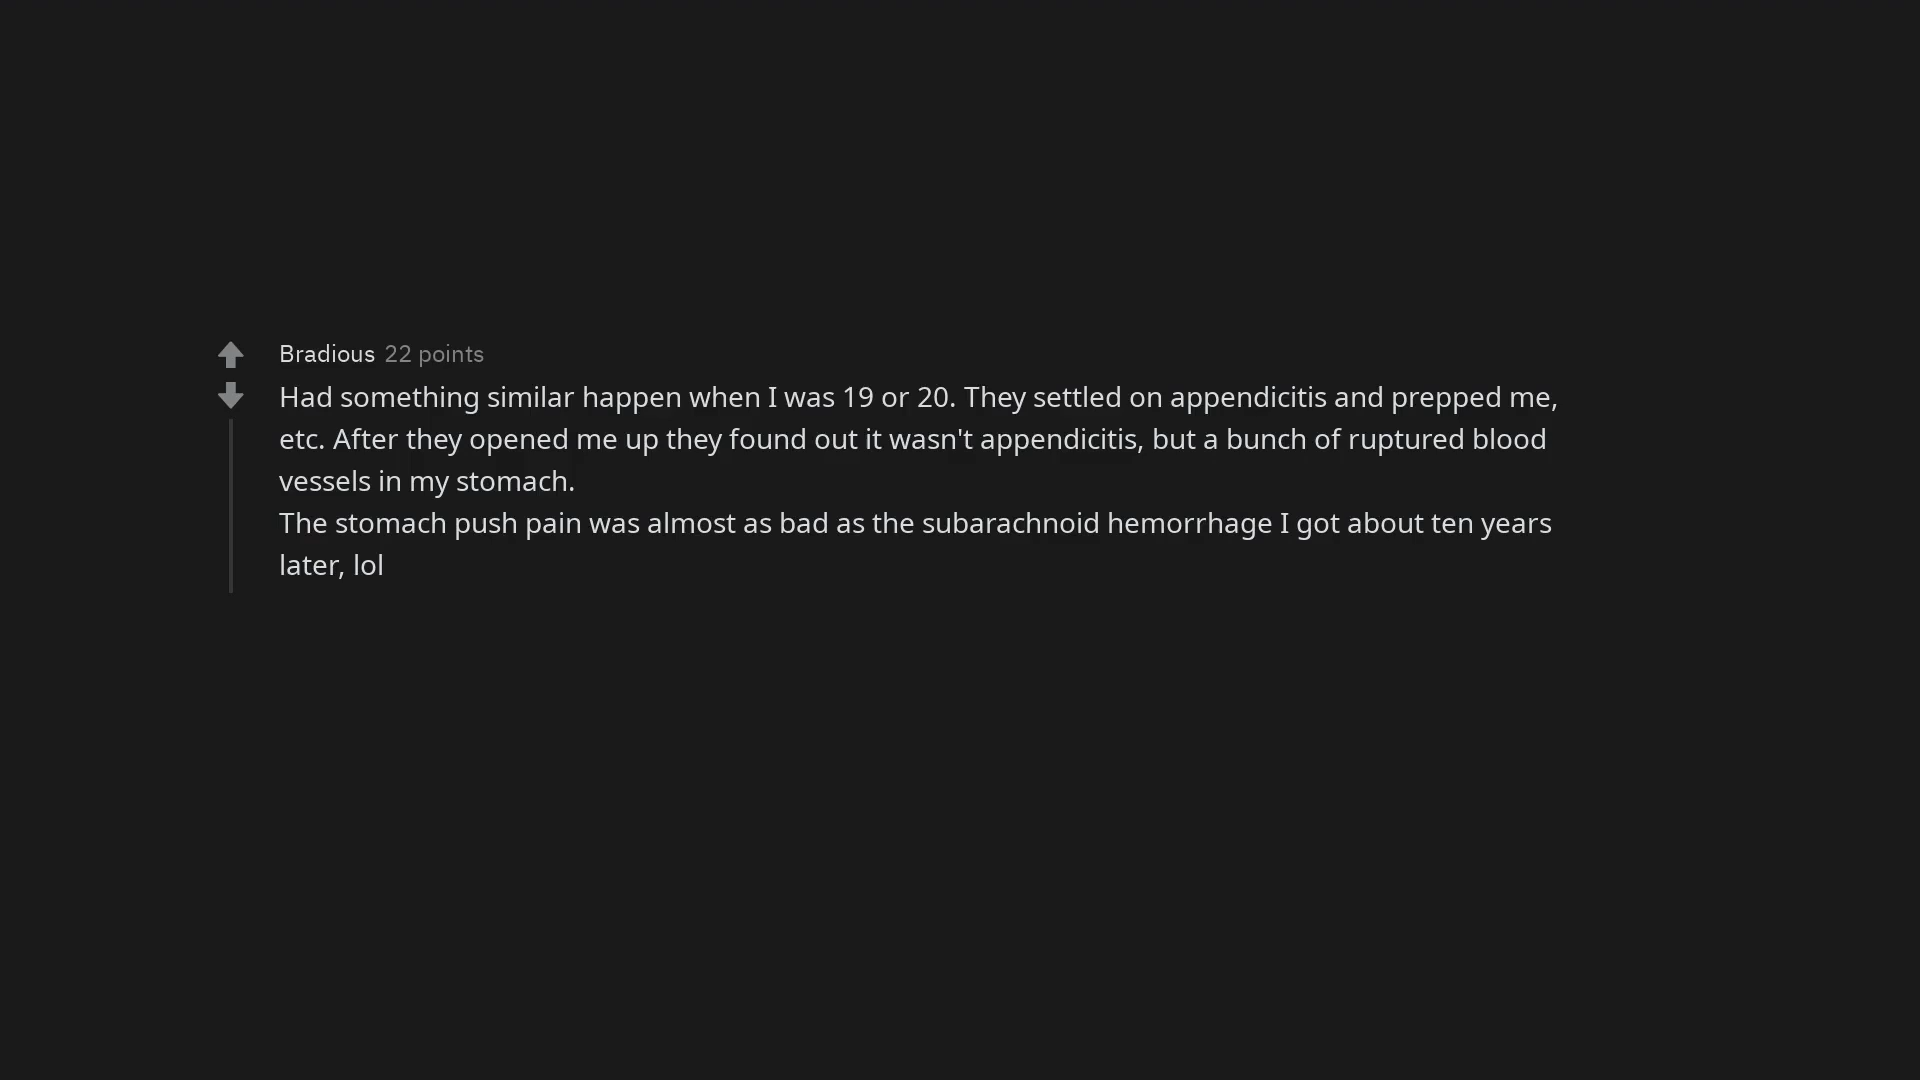 Bradious 22 points
Had something similar happen when I was 19 or 20. They settled on appendicitis and prepped me,
etc. After they opened me up they found out it wasn't appendicitis, but a bunch of ruptured blood
vessels in my stomach.
The stomach push pain was almost as bad as the subarachnoid hemorrhage I got about ten years
later, lol